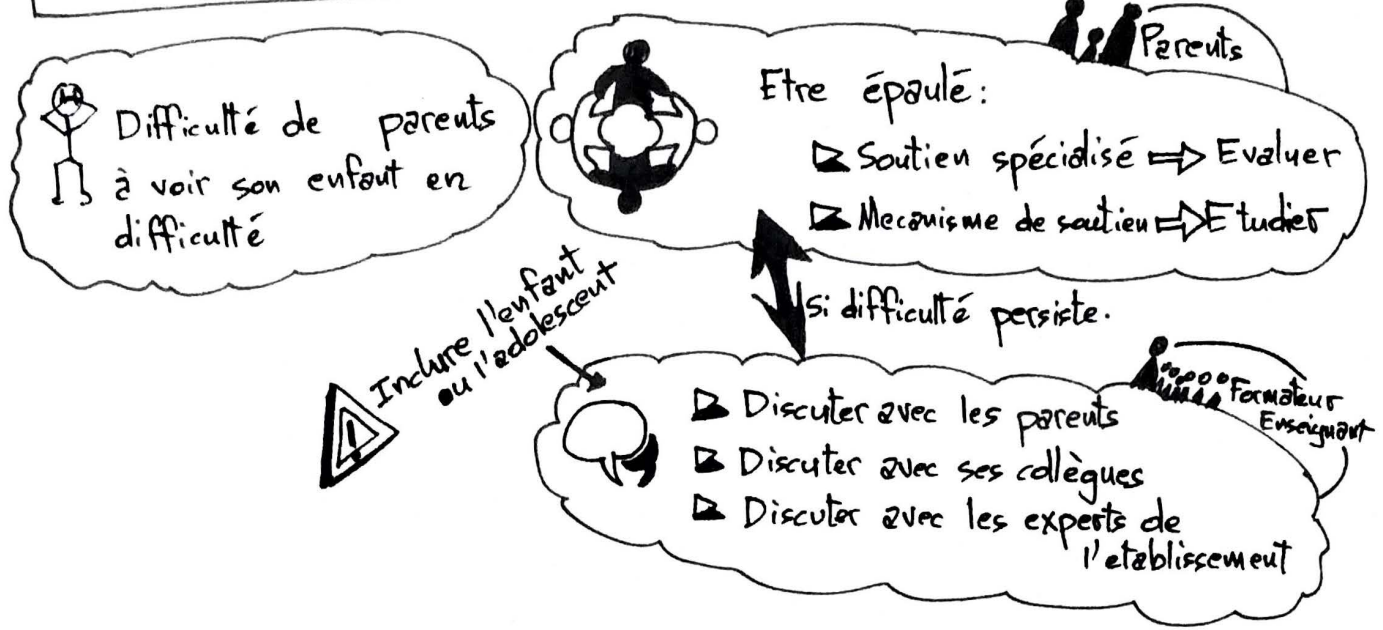 Difficulté de parents
à voir son enfant en
difficulté
Parents
Etre épaulé:
Soutien spécialisé ⇒ Evaluer
Mecanisme de soutien ⇒ Etudier
Si difficulté persiste.
Inclure l'enfant
ou l'adolescent
!
Formateur
Enseignant
Discuter avec les parents
Discuter avec ses collègues
Discuter avec les experts de
l'etablissement